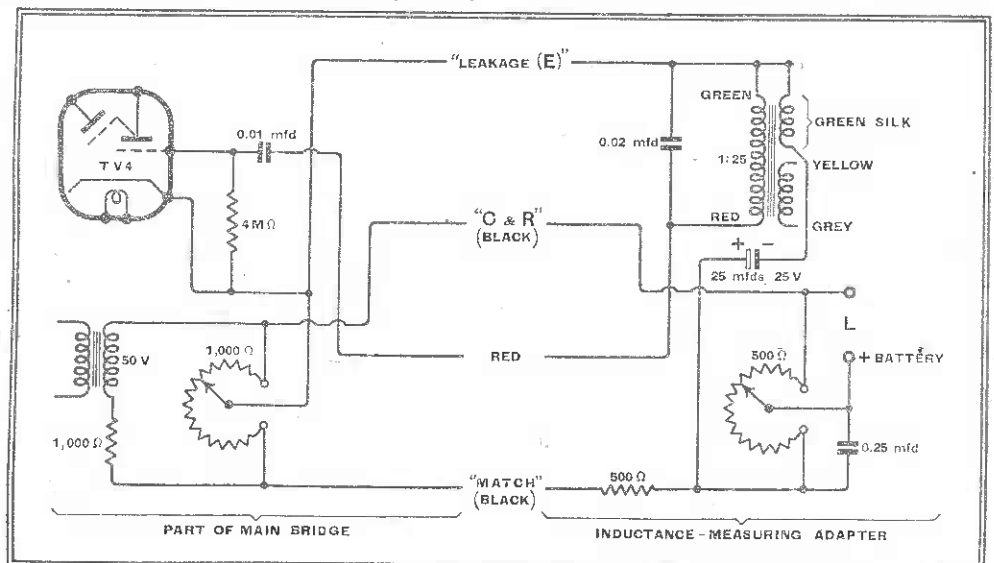 "LEAKAGE (E)"
GREEN
GREEN SILK
0.01 mfd
0.02 mfd
1:25
TV4
YELLOW
4MΩ
"C & R"
(BLACK)
RED
GREY
+ -
25 mfds 25 V
50 V
1,000 Ω
RED
L
500 Ω
+ BATTERY
1,000 Ω
0.25 mfd
"MATCH"
(BLACK)
500 Ω
PART OF MAIN BRIDGE
INDUCTANCE-MEASURING ADAPTER